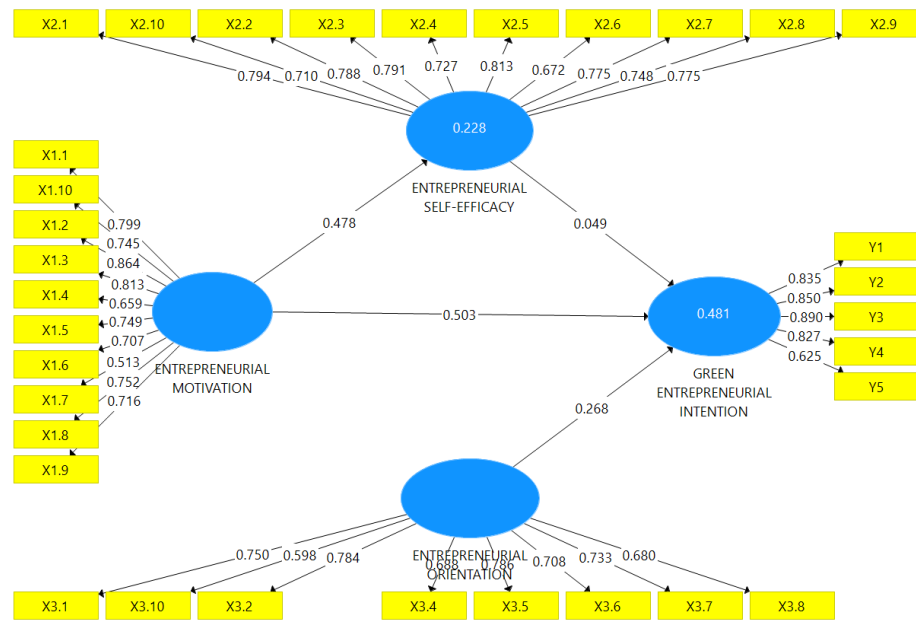 X2.1 X2.10 X2.2 X2.3 X2.4 X2.5 X2.6 X2.7 X2.8 X2.9
0.794 0.710 0.788 0.791 0.727 0.813 0.672 0.775 0.748 0.775
0.228
ENTREPRENEURIAL
SELF-EFFICACY
X1.1
X1.10
X1.2
X1.3
X1.4
X1.5
X1.6
X1.7
X1.8
X1.9
0.799
0.745
0.864
0.813
0.659
0.749
0.707
0.513
0.752
0.716
ENTREPRENEURIAL
MOTIVATION
0.478
0.049
0.503
0.268
0.481
GREEN
ENTREPRENEURIAL
INTENTION
0.835
0.850
0.890
0.827
0.625
Y1
Y2
Y3
Y4
Y5
ENTREPRENEURIAL
ORIENTATION
0.750 0.598 0.784 0.688 0.786 0.708 0.733 0.680
X3.1 X3.10 X3.2 X3.4 X3.5 X3.6 X3.7 X3.8